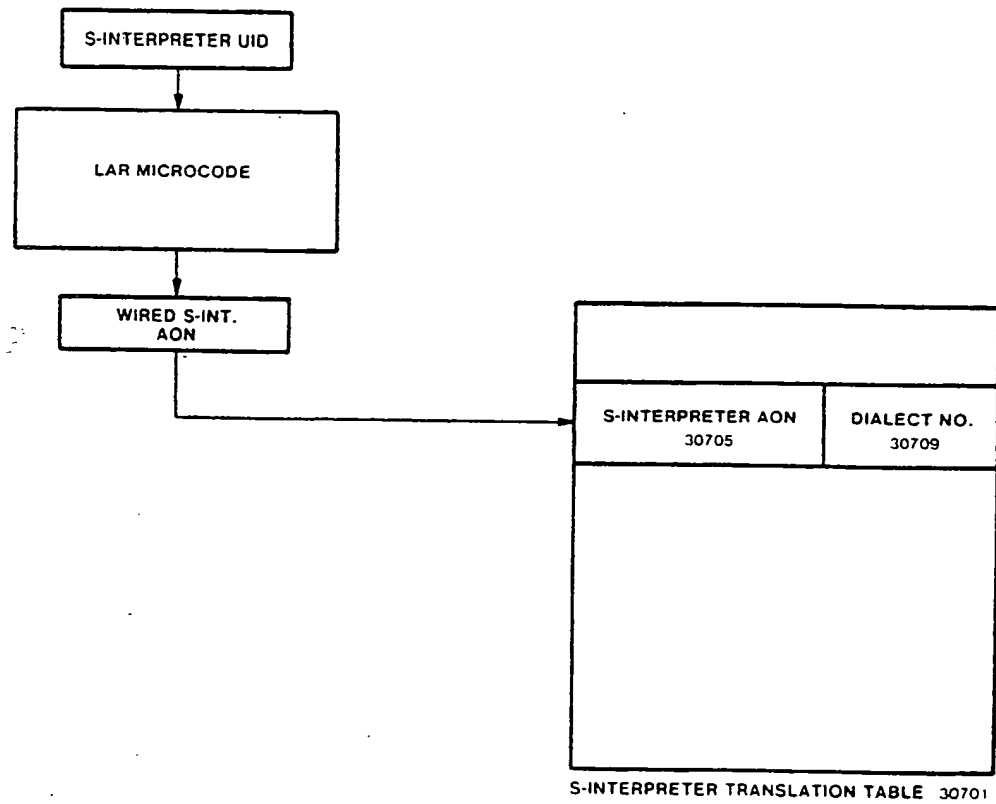 S-INTERPRETER UID
LAR MICROCODE
WIRED S-INT.
AON
S-INTERPRETER AON
30705
DIALECT NO.
30709
S-INTERPRETER TRANSLATION TABLE 30701